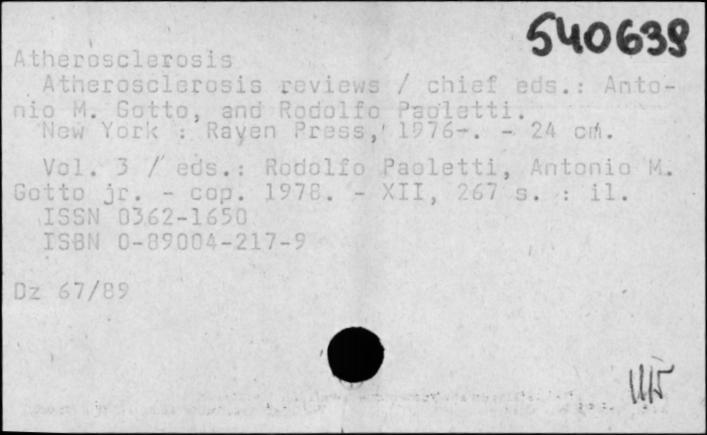 540639
Atherosclerosis
Atherosclerosis reviews / chief eds.: Anto-
nio M. Gotto, and Rodolfo Paoletti.
New York : Rayen Press, 1976-. - 24 cm.
Vol. 3 / eds.: Rodolfo Paoletti, Antonio M.
Gotto jr. - cop. 1978. - XII, 267 s. : il.
ISSN 0362-1650
ISBN 0-89004-217-9
Dz 67/89